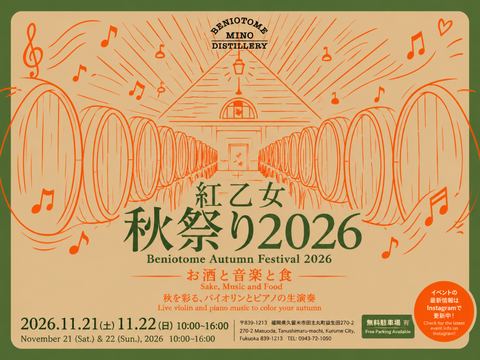 BENIOTOME
MINO
DISTILLERY
紅乙女
秋祭り2026
Beniotome Autumn Festival 2026
お酒と音楽と食
Sake, Music and Food
秋を彩る、バイオリンとピアノの生演奏
Live violin and piano music to color your autumn
2026.11.21(土) 11.22(日) 10:00~16:00
November 21 (Sat.) & 22 (Sun.), 2026 10:00~16:00
〒839-1213 福岡県久留米市田主丸町益生田270-2
270-2 Masuoda, Tanushimaru-machi, Kurume City,
Fukuoka 839-1213 TEL: 0943-72-1050
無料駐車場 有
Free Parking Available
イベントの
最新情報は
Instagramで
更新中！
Check for the latest
event info on
Instagram!